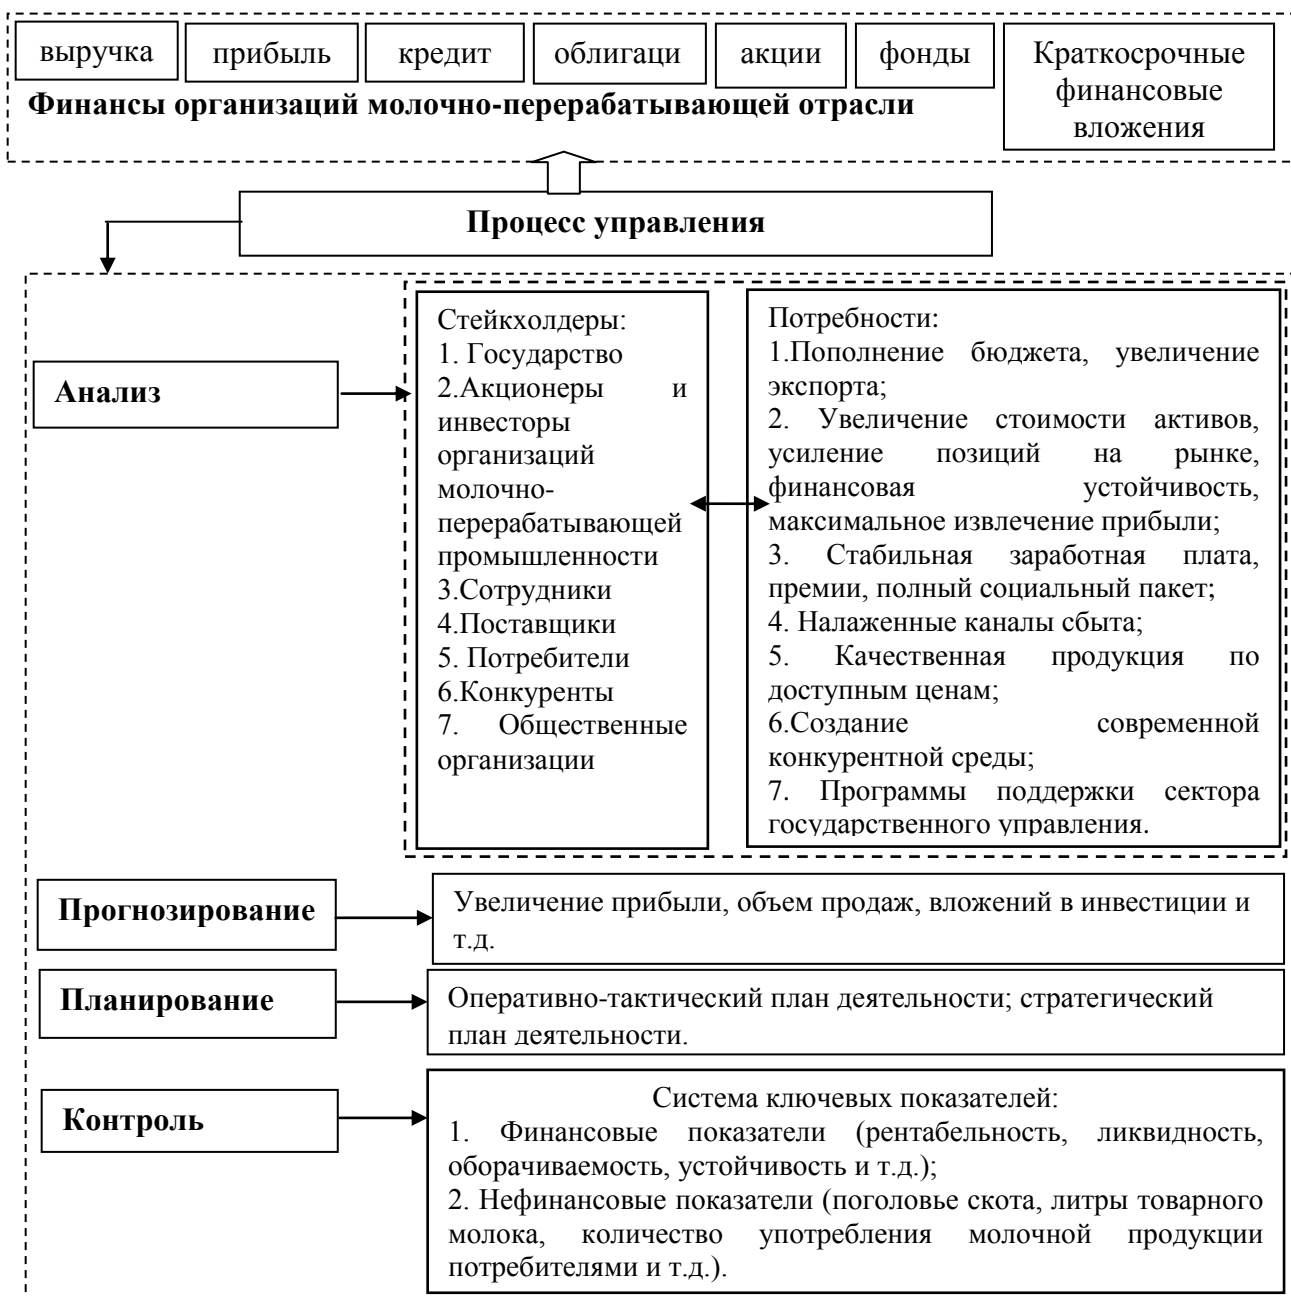 выручка
прибыль
кредит
облигаци
акции
фонды
Краткосрочные
финансовые
вложения
Финансы организаций молочно-перерабатывающей отрасли
Процесс управления
Анализ
Стейкхолдеры:
1. Государство
2.Акционеры и
инвесторы
организаций
молочно-
перерабатывающей
промышленности
3.Сотрудники
4.Поставщики
5. Потребители
6.Конкуренты
7. Общественные
организации
Потребности:
1.Пополнение бюджета, увеличение
экспорта;
2. Увеличение стоимости активов,
усиление позиций на рынке,
финансовая устойчивость,
максимальное извлечение прибыли;
3. Стабильная заработная плата,
премии, полный социальный пакет;
4. Налаженные каналы сбыта;
5. Качественная продукция по
доступным ценам;
6.Создание современной
конкурентной среды;
7. Программы поддержки сектора
государственного управления.
Прогнозирование
Увеличение прибыли, объем продаж, вложений в инвестиции и
т.д.
Планирование
Оперативно-тактический план деятельности; стратегический
план деятельности.
Контроль
Система ключевых показателей:
1. Финансовые показатели (рентабельность, ликвидность,
оборачиваемость, устойчивость и т.д.);
2. Нефинансовые показатели (поголовье скота, литры товарного
молока, количество употребления молочной продукции
потребителями и т.д.).